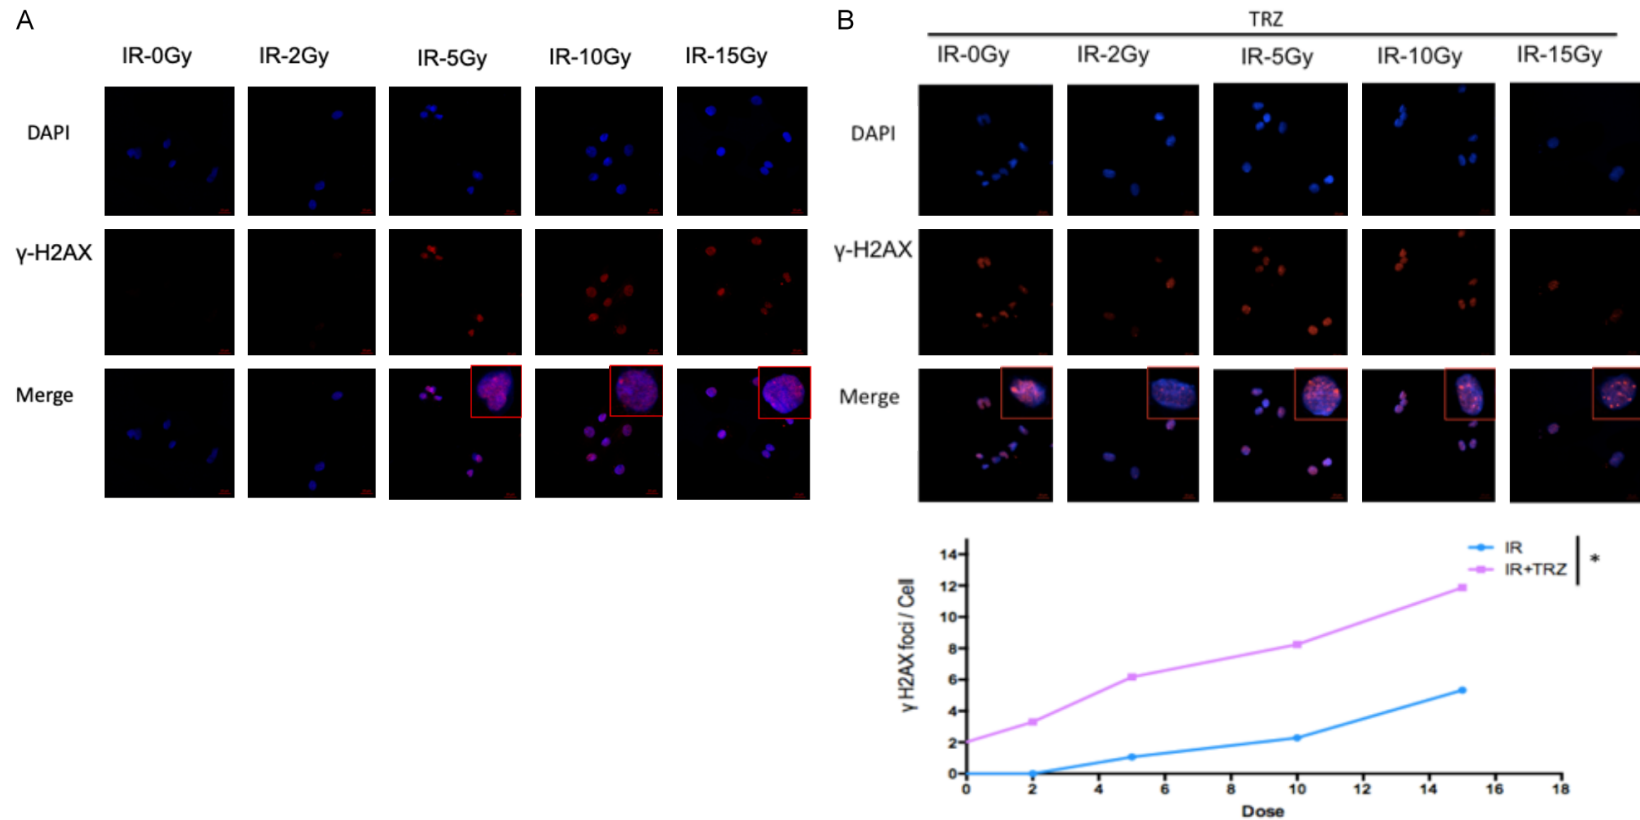 A
IR-0Gy IR-2Gy IR-5Gy IR-10Gy IR-15Gy
DAPI
γ-H2AX
Merge
B
TRZ
IR-0Gy IR-2Gy IR-5Gy IR-10Gy IR-15Gy
DAPI
γ-H2AX
Merge
IR
IR+TRZ
*
γ H2AX foci / Cell
14
12
10
8
6
4
2
0
0 2 4 6 8 10 12 14 16 18
Dose